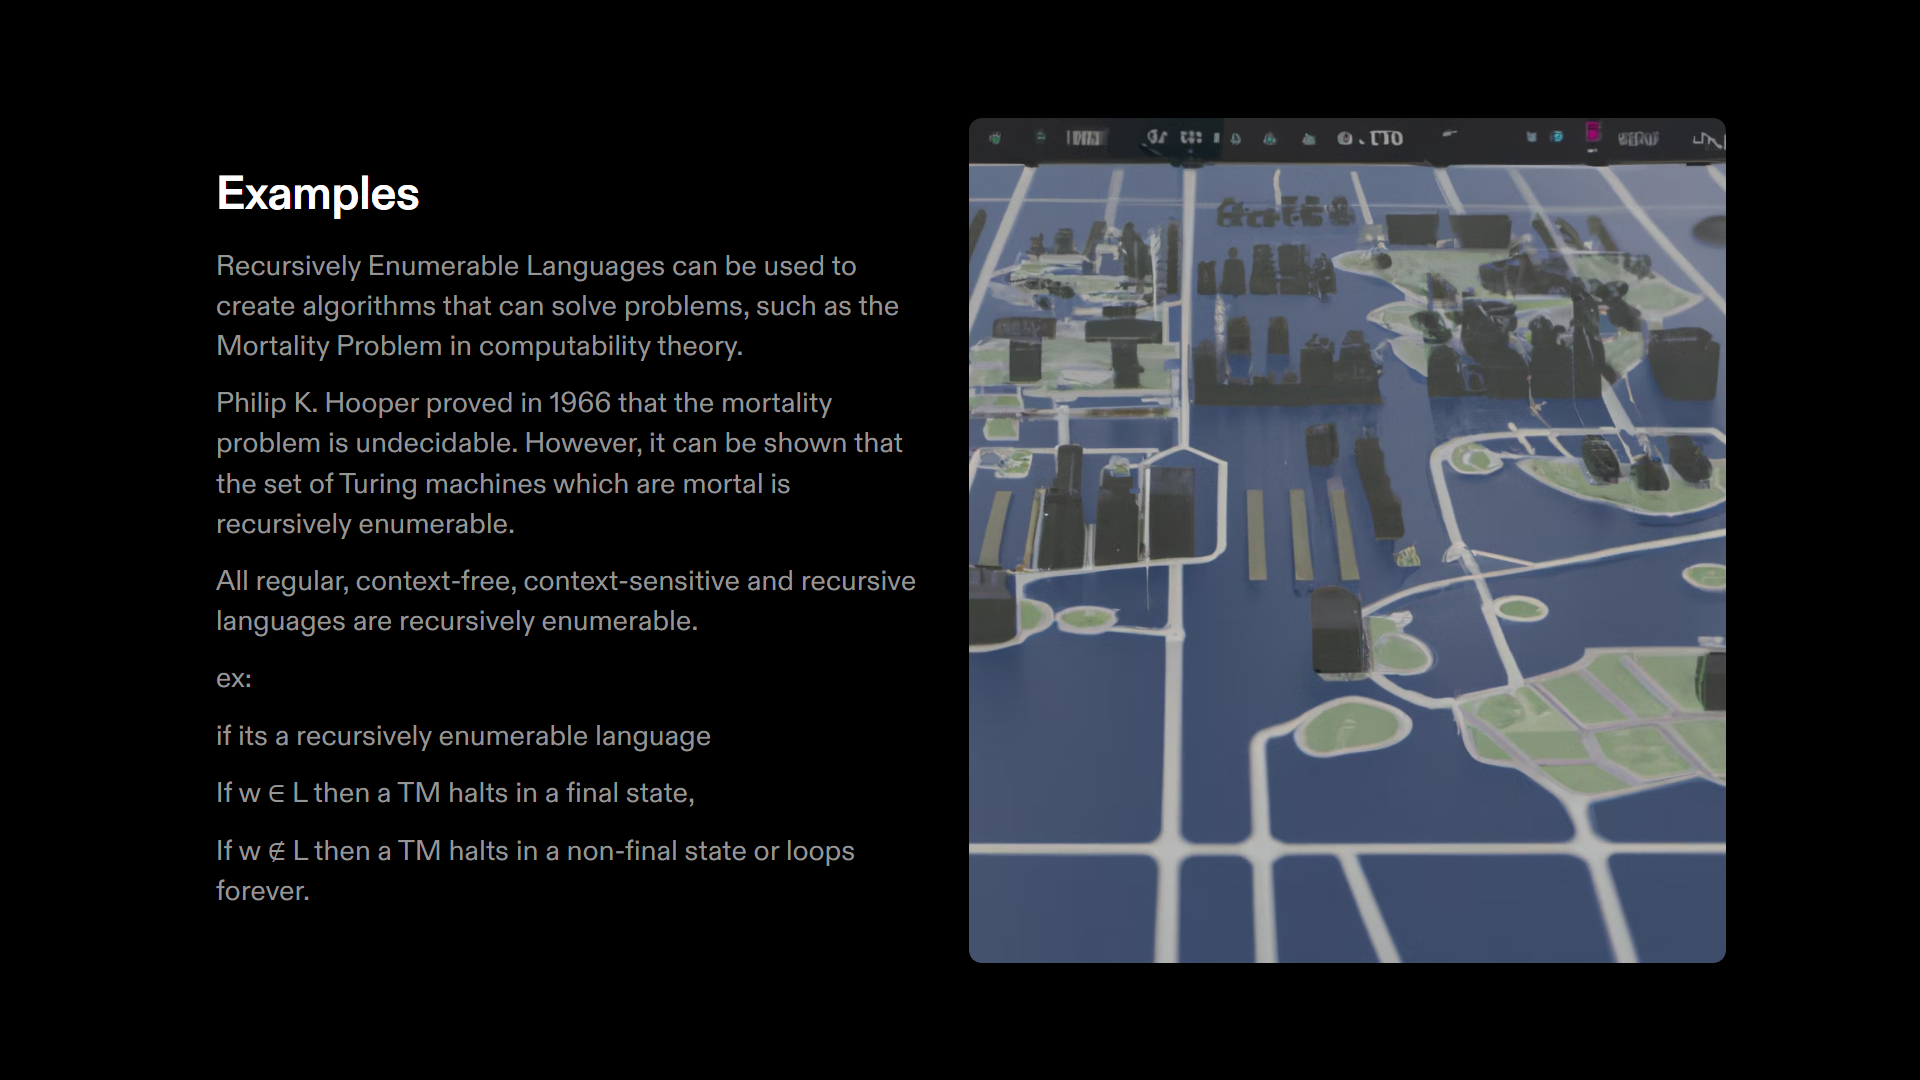 Examples
Recursively Enumerable Languages can be used to
create algorithms that can solve problems, such as the
Mortality Problem in computability theory.
Philip K. Hooper proved in 1966 that the mortality
problem is undecidable. However, it can be shown that
the set of Turing machines which are mortal is
recursively enumerable.
All regular, context-free, context-sensitive and recursive
languages are recursively enumerable.
ex:
if its a recursively enumerable language
If w ∈ L then a TM halts in a final state,
If w ∉ L then a TM halts in a non-final state or loops
forever.